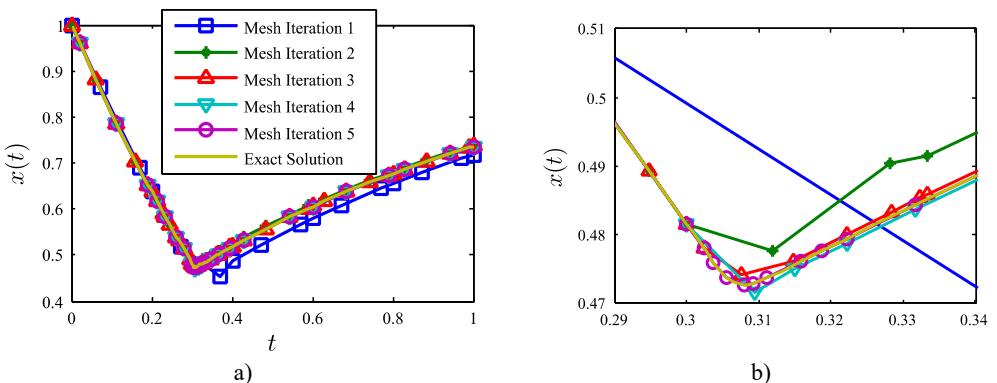 1
0.9
0.8
0.7
0.6
0.5
0.4
x(t)
0
0.2
0.4
0.6
0.8
1
t
Mesh Iteration 1
Mesh Iteration 2
Mesh Iteration 3
Mesh Iteration 4
Mesh Iteration 5
Exact Solution
a)
0.51
0.5
0.49
0.48
0.47
x(t)
0.29
0.3
0.31
0.32
0.33
0.34
b)